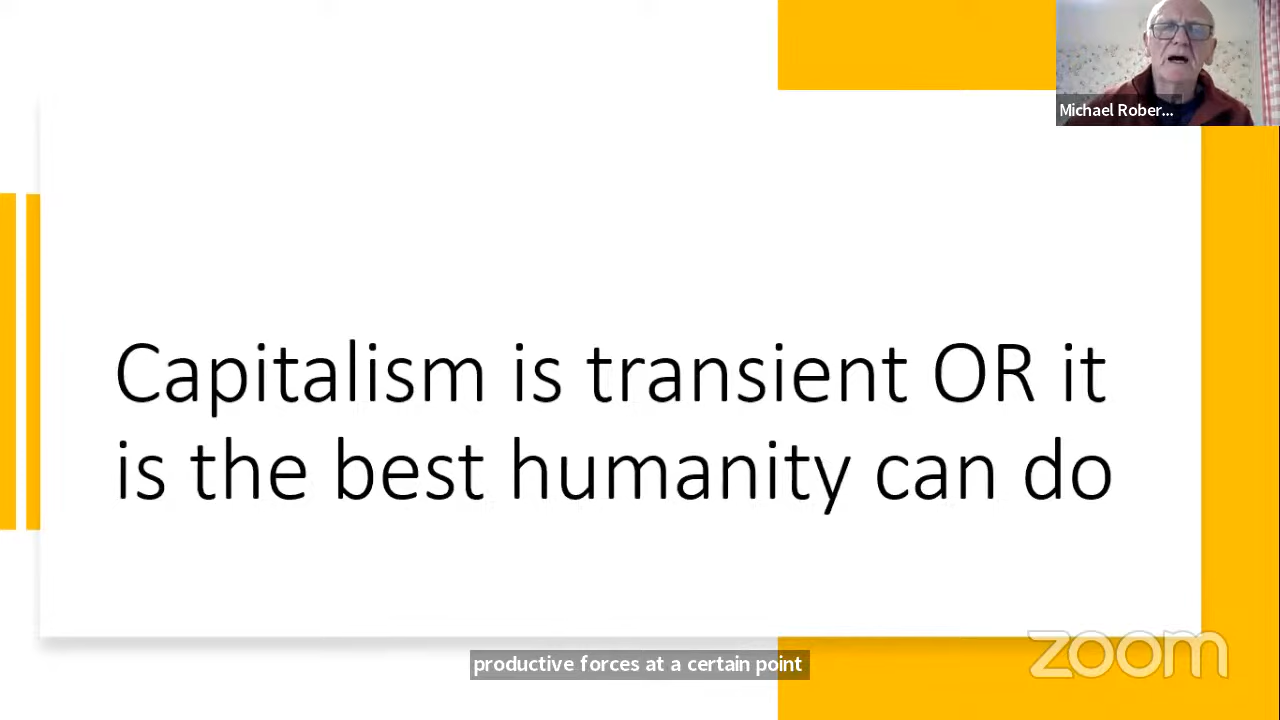 Michael Rober...
Capitalism is transient OR it
is the best humanity can do
productive forces at a certain point
zoom